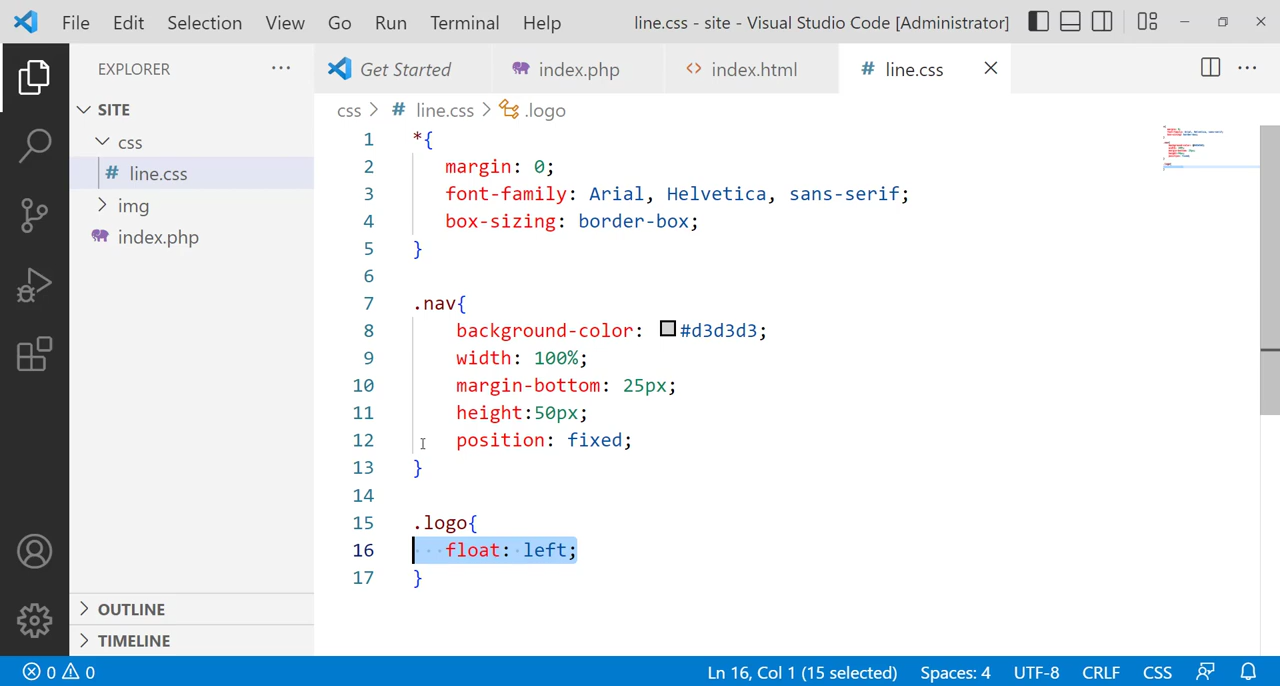 File Edit Selection View Go Run Terminal Help line.css - site - Visual Studio Code [Administrator]
EXPLORER ···
SITE
css
# line.css
img
index.php
OUTLINE
TIMELINE
Get Started index.php <> index.html # line.css
css > # line.css > .logo
1 *{
2 margin: 0;
3 font-family: Arial, Helvetica, sans-serif;
4 box-sizing: border-box;
5 }
6
7 .nav{
8 background-color: #d3d3d3;
9 width: 100%;
10 margin-bottom: 25px;
11 height:50px;
12 position: fixed;
13 }
14
15 .logo{
16 float: left;
17 }
0 0 Ln 16, Col 1 (15 selected) Spaces: 4 UTF-8 CRLF CSS